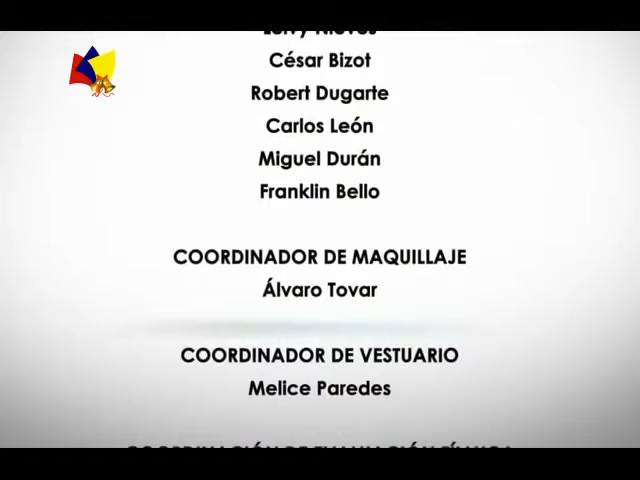 César Bizot
Robert Dugarte
Carlos León
Miguel Durán
Franklin Bello
COORDINADOR DE MAQUILLAJE
Álvaro Tovar
COORDINADOR DE VESTUARIO
Melice Paredes